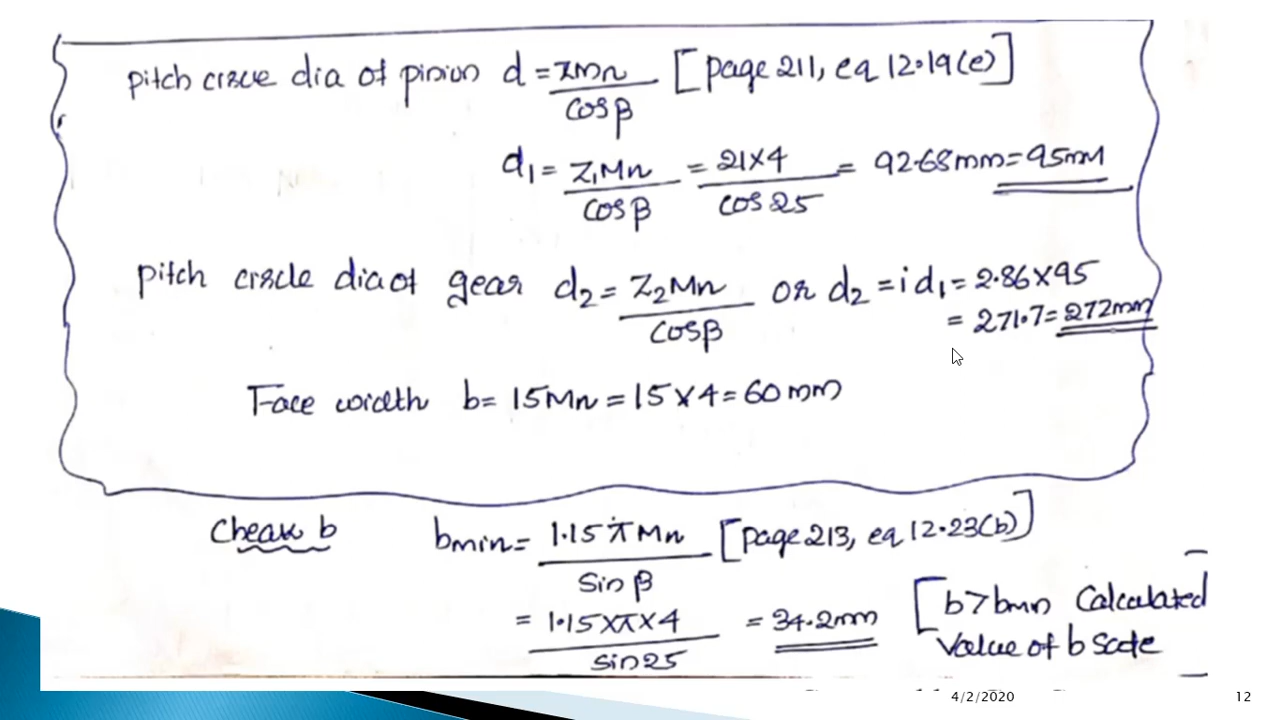 pitch circle dia of pinion d = ZMn / cosβ [page 211, eq 12.19(e)]
d1 = Z1Mn / cosβ = 21×4 / cos25 = 92.68mm = 95mm
pitch circle dia of gear d2 = Z2Mn / cosβ or d2 = i d1 = 2.86×95
= 271.7 = 272mm
Face width b = 15Mn = 15×4 = 60mm
Cheak b bmin = 1.15πMn / sinβ [page 213, eq 12.23(b)]
= 1.15×π×4 / sin25 = 34.2mm [b>bmin Calculated
value of b safe
4/2/2020 12